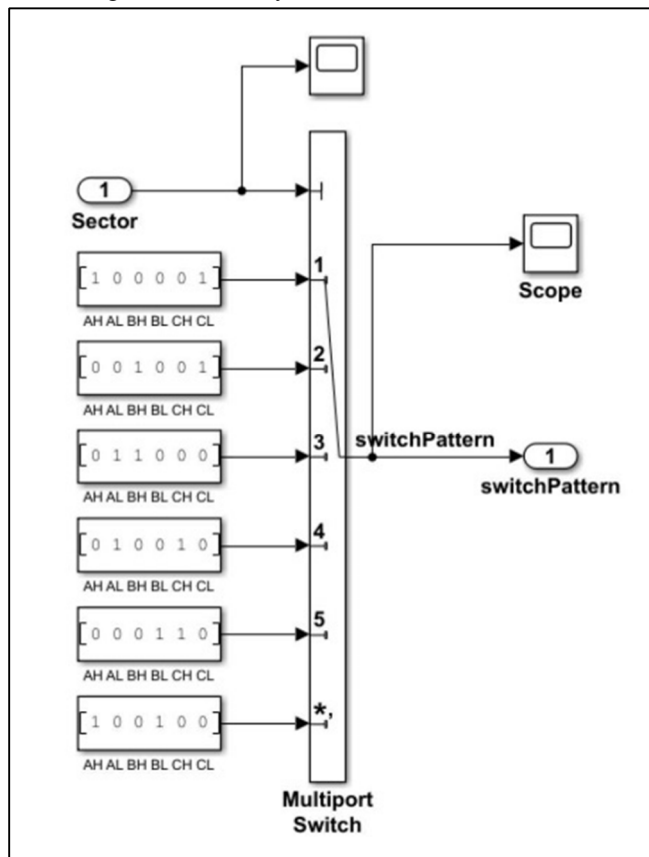 1
Sector
[1 0 0 0 0 1]
AH AL BH BL CH CL
[0 0 1 0 0 1]
AH AL BH BL CH CL
[0 1 1 0 0 0]
AH AL BH BL CH CL
[0 1 0 0 1 0]
AH AL BH BL CH CL
[0 0 0 1 1 0]
AH AL BH BL CH CL
[1 0 0 1 0 0]
AH AL BH BL CH CL
1
2
3
4
5
*,
Multiport
Switch
Scope
switchPattern
1
switchPattern